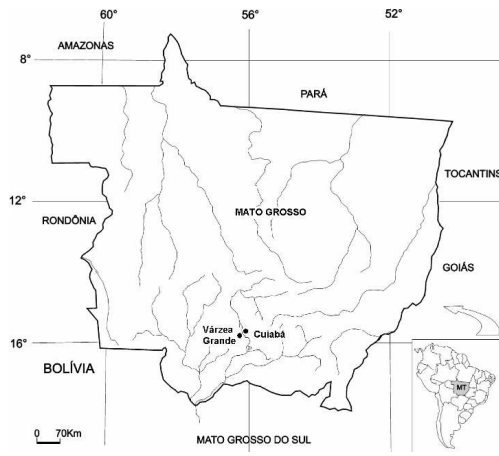 60°
56°
52°
AMAZONAS
8°
PARÁ
TOCANTINS
12°
MATO GROSSO
RONDÔNIA
GOIÁS
Várzea
Grande
Cuiabá
16°
BOLÍVIA
MT
0 70Km
MATO GROSSO DO SUL